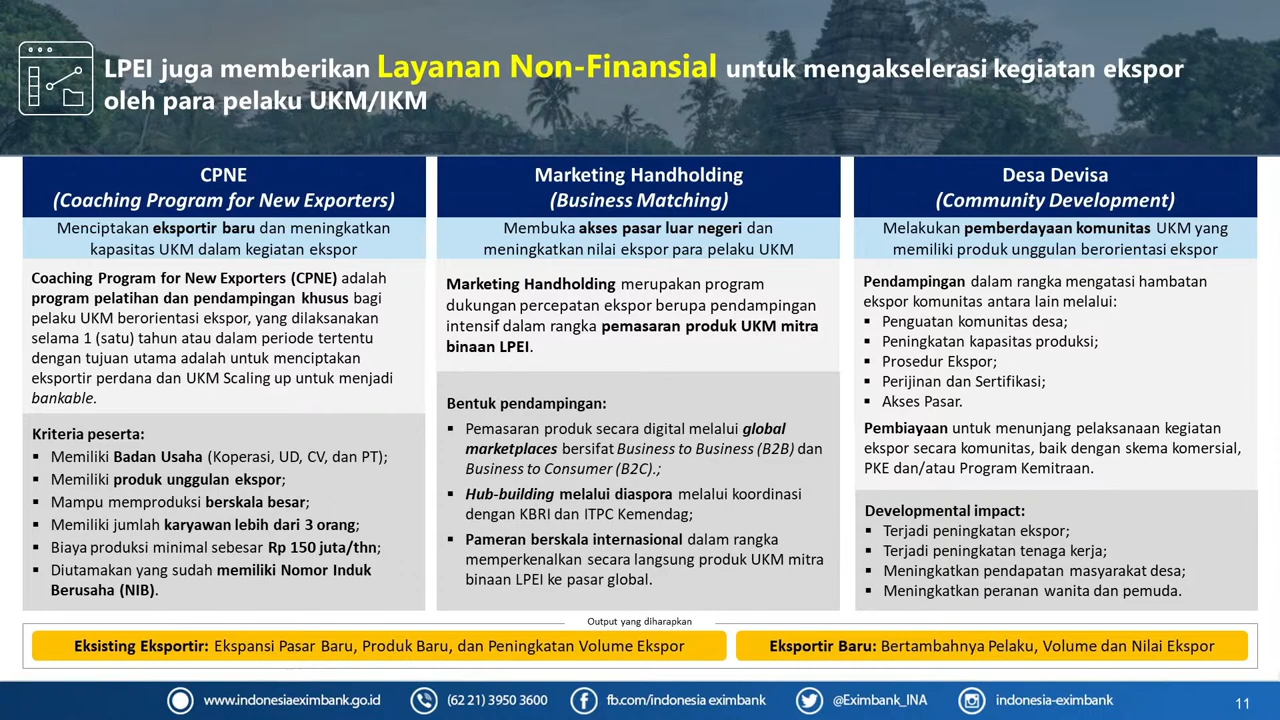 LPEI juga memberikan Layanan Non-Finansial untuk mengakselerasi kegiatan ekspor
oleh para pelaku UKM/IKM
CPNE
(Coaching Program for New Exporters)
Menciptakan eksportir baru dan meningkatkan
kapasitas UKM dalam kegiatan ekspor
Coaching Program for New Exporters (CPNE) adalah
program pelatihan dan pendampingan khusus bagi
pelaku UKM berorientasi ekspor, yang dilaksanakan
selama 1 (satu) tahun atau dalam periode tertentu
dengan tujuan utama adalah untuk menciptakan
eksportir perdana dan UKM Scaling up untuk menjadi
bankable.
Kriteria peserta:
▪ Memiliki Badan Usaha (Koperasi, UD, CV, dan PT);
▪ Memiliki produk unggulan ekspor;
▪ Mampu memproduksi berskala besar;
▪ Memiliki jumlah karyawan lebih dari 3 orang;
▪ Biaya produksi minimal sebesar Rp 150 juta/thn;
▪ Diutamakan yang sudah memiliki Nomor Induk
Berusaha (NIB).
Marketing Handholding
(Business Matching)
Membuka akses pasar luar negeri dan
meningkatkan nilai ekspor para pelaku UKM
Marketing Handholding merupakan program
dukungan percepatan ekspor berupa pendampingan
intensif dalam rangka pemasaran produk UKM mitra
binaan LPEI.
Bentuk pendampingan:
▪ Pemasaran produk secara digital melalui global
marketplaces bersifat Business to Business (B2B) dan
Business to Consumer (B2C).;
▪ Hub-building melalui diaspora melalui koordinasi
dengan KBRI dan ITPC Kemendag;
▪ Pameran berskala internasional dalam rangka
memperkenalkan secara langsung produk UKM mitra
binaan LPEI ke pasar global.
Desa Devisa
(Community Development)
Melakukan pemberdayaan komunitas UKM yang
memiliki produk unggulan berorientasi ekspor
Pendampingan dalam rangka mengatasi hambatan
ekspor komunitas antara lain melalui:
▪ Penguatan komunitas desa;
▪ Peningkatan kapasitas produksi;
▪ Prosedur Ekspor;
▪ Perijinan dan Sertifikasi;
▪ Akses Pasar.
Pembiayaan untuk menunjang pelaksanaan kegiatan
ekspor secara komunitas, baik dengan skema komersial,
PKE dan/atau Program Kemitraan.
Developmental impact:
▪ Terjadi peningkatan ekspor;
▪ Terjadi peningkatan tenaga kerja;
▪ Meningkatkan pendapatan masyarakat desa;
▪ Meningkatkan peranan wanita dan pemuda.
Output yang diharapkan
Eksisting Eksportir: Ekspansi Pasar Baru, Produk Baru, dan Peningkatan Volume Ekspor
Eksportir Baru: Bertambahnya Pelaku, Volume dan Nilai Ekspor
www.indonesiaeximbank.go.id
(62 21) 3950 3600
fb.com/indonesia eximbank
@Eximbank_INA
indonesia-eximbank
11